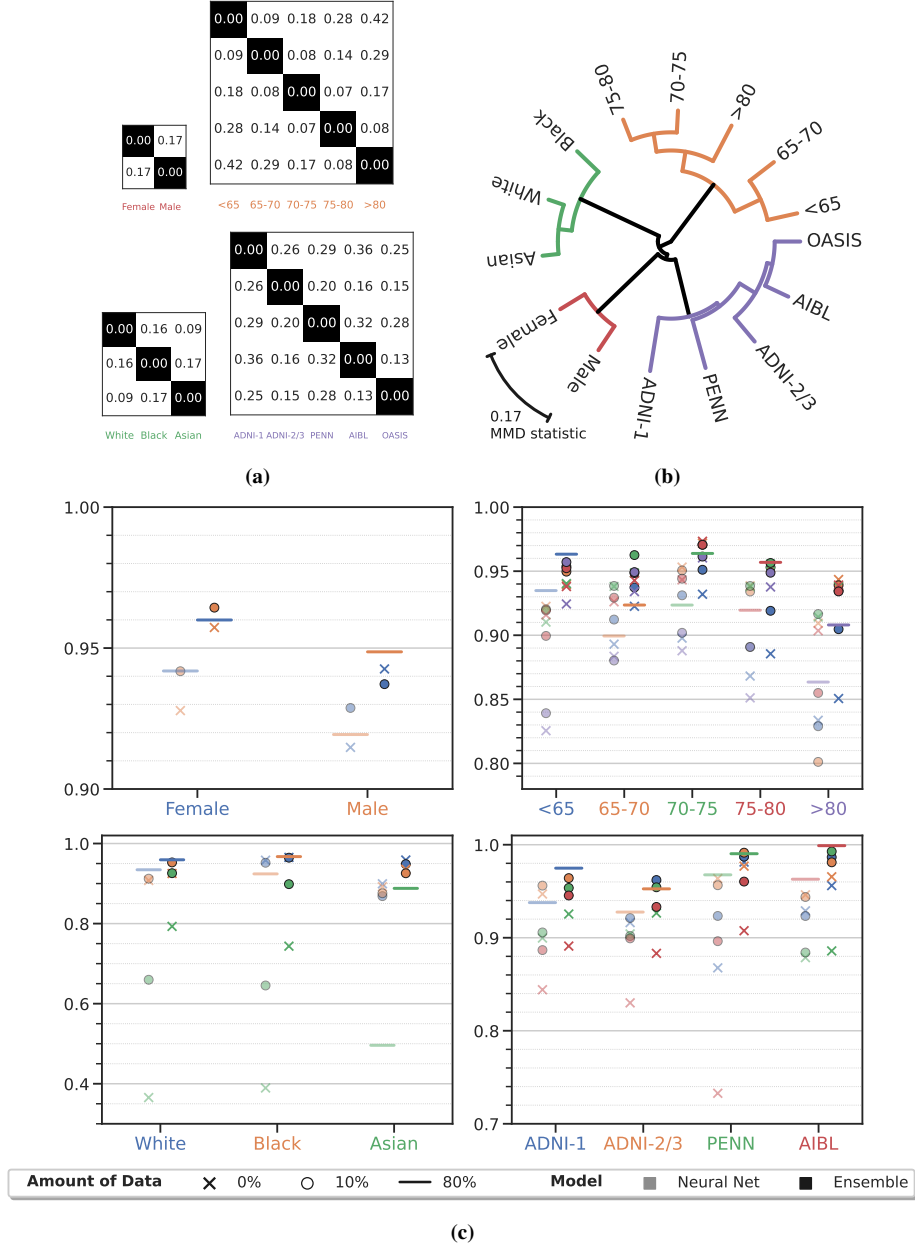 0.00 0.09 0.18 0.28 0.42
0.09 0.00 0.08 0.14 0.29
0.18 0.08 0.00 0.07 0.17
0.28 0.14 0.07 0.00 0.08
0.42 0.29 0.17 0.08 0.00
<65 65-70 70-75 75-80 >80
0.00 0.17
0.17 0.00
Female Male
0.00 0.26 0.29 0.36 0.25
0.26 0.00 0.20 0.16 0.15
0.29 0.20 0.00 0.32 0.28
0.36 0.16 0.32 0.00 0.13
0.25 0.15 0.28 0.13 0.00
ADNI-1 ADNI-2/3 PENN AIBL OASIS
0.00 0.16 0.09
0.16 0.00 0.17
0.09 0.17 0.00
White Black Asian
(a)
75-80
70-75
>80
65-70
<65
OASIS
AIBL
ADNI-2/3
PENN
ADNI-1
Male
Female
Asian
White
Black
0.17
MMD statistic
(b)
1.00
0.95
0.90
Female Male
1.00
0.95
0.90
0.85
0.80
<65 65-70 70-75 75-80 >80
1.0
0.8
0.6
0.4
White Black Asian
1.0
0.9
0.8
0.7
ADNI-1 ADNI-2/3 PENN AIBL
Amount of Data 0% 10% 80% Model Neural Net Ensemble
(c)